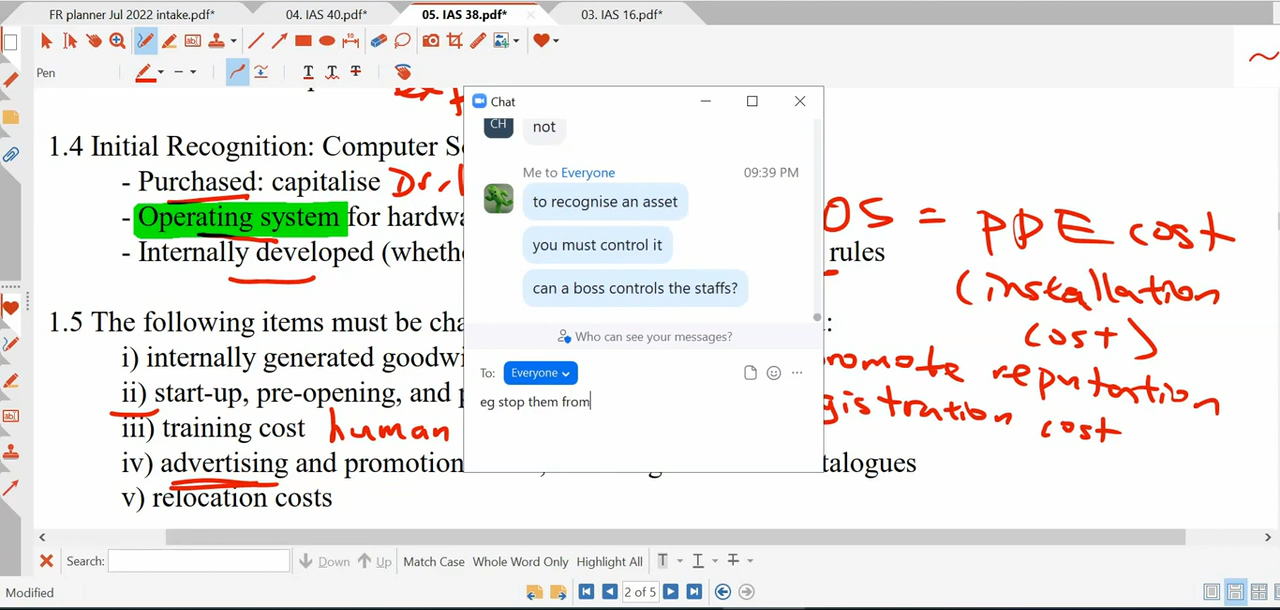 FR planner Jul 2022 intake.pdf*
04. IAS 40.pdf*
05. IAS 38.pdf*
03. IAS 16.pdf*
Pen
1.4 Initial Recognition: Computer S
- Purchased: capitalise Dr.
- Operating system for hardwa
- Internally developed (wheth
rules
OS = PPE cost
(installation
cost)
1.5 The following items must be cha
i) internally generated goodwi
ii) start-up, pre-opening, and
iii) training cost human
iv) advertising and promotion
talogues
v) relocation costs
romote reputation
gistration cost
Chat
CH
not
Me to Everyone
09:39 PM
to recognise an asset
you must control it
can a boss controls the staffs?
Who can see your messages?
To: Everyone
eg stop them from
Search:
Down
Up
Match Case
Whole Word Only
Highlight All
Modified
2 of 5